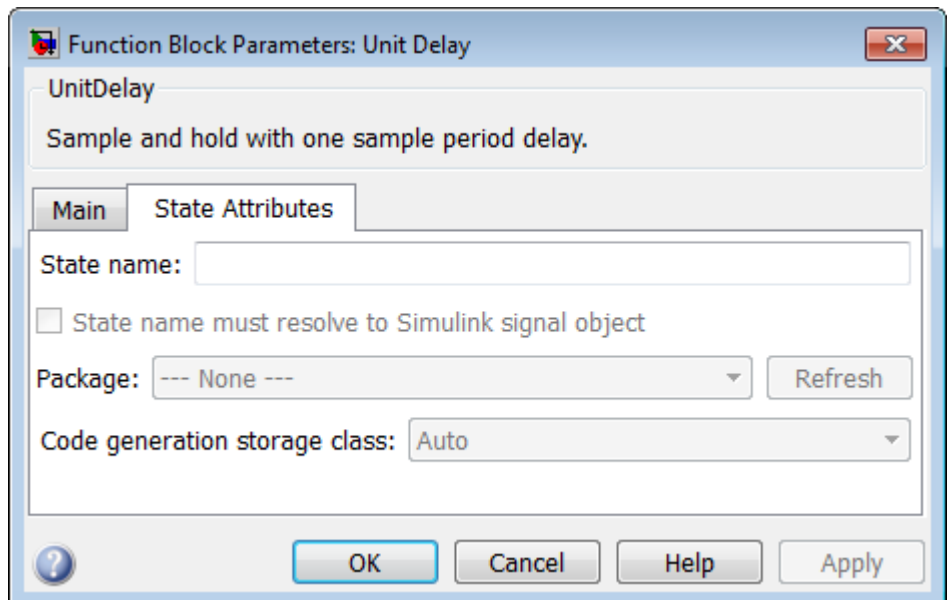 Function Block Parameters: Unit Delay
UnitDelay
Sample and hold with one sample period delay.
Main State Attributes
State name:
State name must resolve to Simulink signal object
Package: --- None --- Refresh
Code generation storage class: Auto
? OK Cancel Help Apply